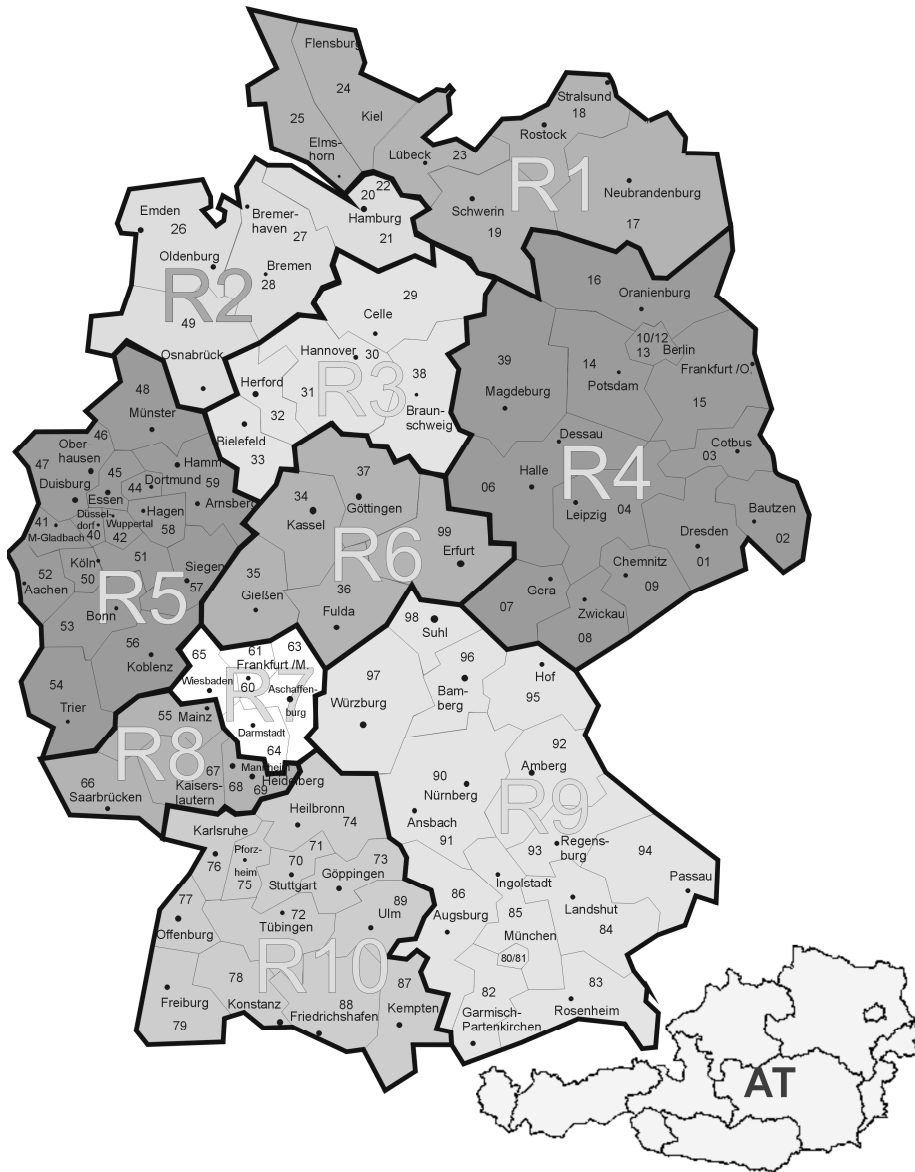 Flensburg
24
Kiel
25
Elms-
horn
Lübeck
23
Stralsund
18
Rostock
R1
Neubrandenburg
Schwerin
19
17
22
20
Hamburg
21
Emden
26
Bremer-
haven
27
Oldenburg
Bremen
28
R2
49
Osnabrück
29
Celle
Hannover
30
Herford
31
R3
38
32
Braun-
schweig
Bielefeld
33
16
Oranienburg
10/12
13
Berlin
39
14
Frankfurt /O.
Magdeburg
Potsdam
15
Dessau
Cotbus
03
Halle
06
R4
Leipzig
04
Bautzen
02
Dresden
01
Chemnitz
09
Gera
07
Zwickau
08
48
Münster
46
Ober
hausen
47
Duisburg
45
Essen
44
Hamm
Dortmund
59
Arnsberg
Düssel-
dorf
40
41
M-Gladbach
Wuppertal
42
Hagen
58
Köln
51
52
Aachen
50
R5
Siegen
57
53
Bonn
56
Koblenz
54
Trier
37
34
Göttingen
Kassel
99
Erfurt
R6
35
Gießen
36
Fulda
65
61
63
Frankfurt /M.
Wiesbaden
60
R7
Aschaffen-
burg
Darmstadt
64
55
Mainz
R8
66
Saarbrücken
67
Kaisers-
lautern
Mannheim
68
69
Heidelberg
98
Suhl
97
96
Hof
Bam-
berg
95
Würzburg
92
Amberg
90
Nürnberg
R9
Ansbach
91
93
Regens-
burg
94
Passau
Ingolstadt
86
Augsburg
85
Landshut
84
München
80/81
82
83
Garmisch-
Partenkirchen
Rosenheim
Heilbronn
74
Karlsruhe
71
76
Pforz-
heim
75
70
Stuttgart
73
Göppingen
77
Offenburg
72
Tübingen
89
Ulm
R10
78
87
Freiburg
79
Konstanz
88
Friedrichshafen
Kempten
AT